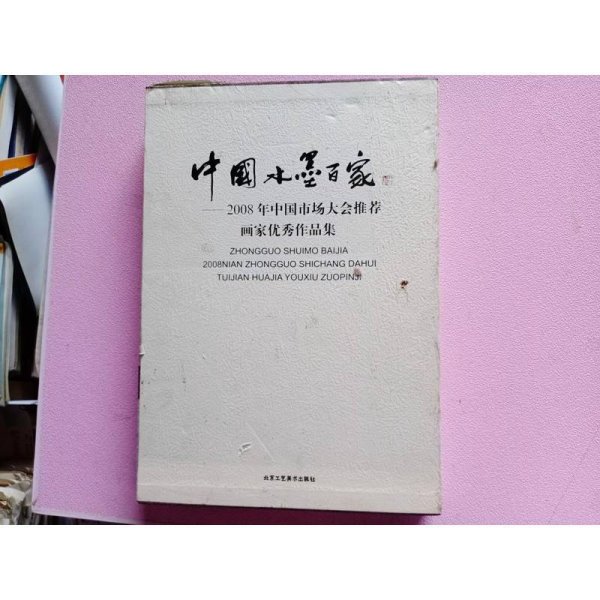 中國水墨百家
——2008年中国市场大会推荐
画家优秀作品集
ZHONGGUO SHUIMO BAIJIA
2008NIAN ZHONGGUO SHICHANG DAHUI
TUIJIAN HUAJIA YOUXIU ZUOPINJI
北京工艺美术出版社